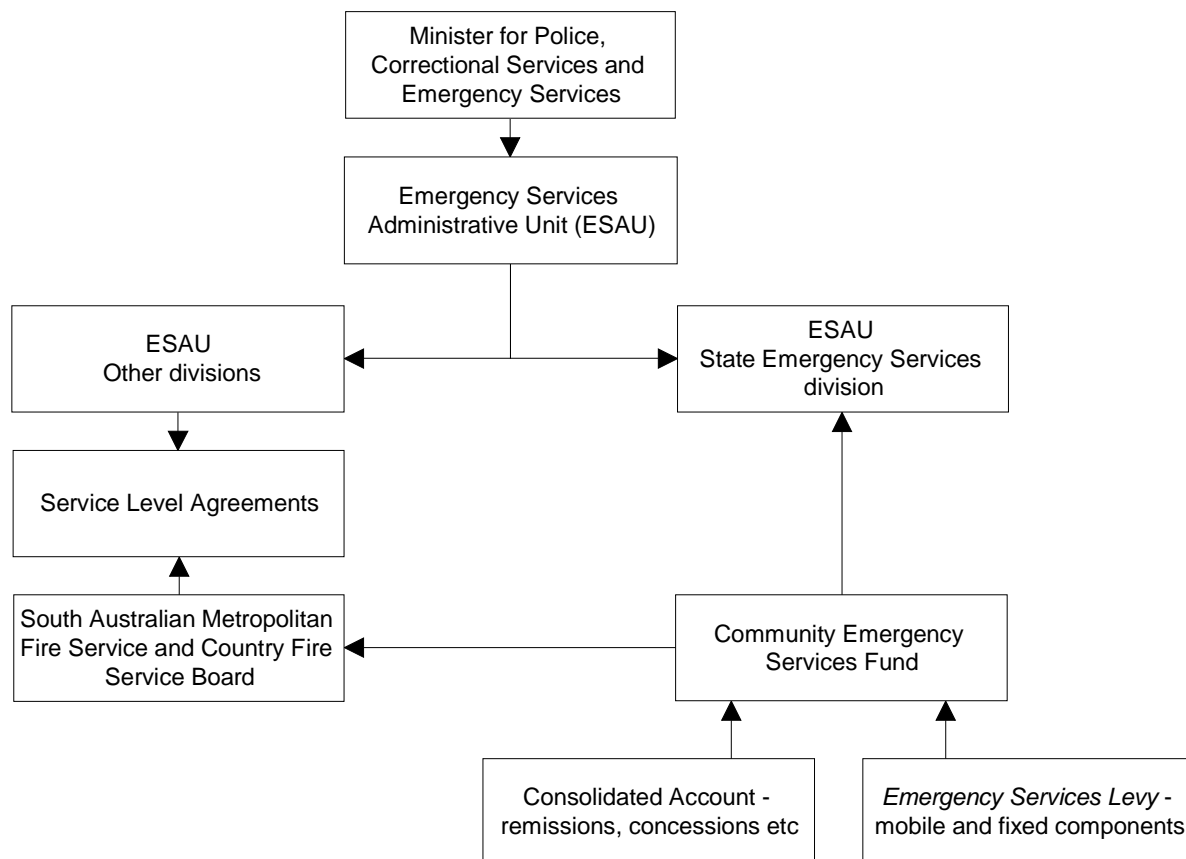 Minister for Police,
Correctional Services and
Emergency Services
Emergency Services
Administrative Unit (ESAU)
ESAU
Other divisions
ESAU
State Emergency Services
division
Service Level Agreements
South Australian Metropolitan
Fire Service and Country Fire
Service Board
Community Emergency
Services Fund
Consolidated Account -
remissions, concessions etc
Emergency Services Levy -
mobile and fixed components